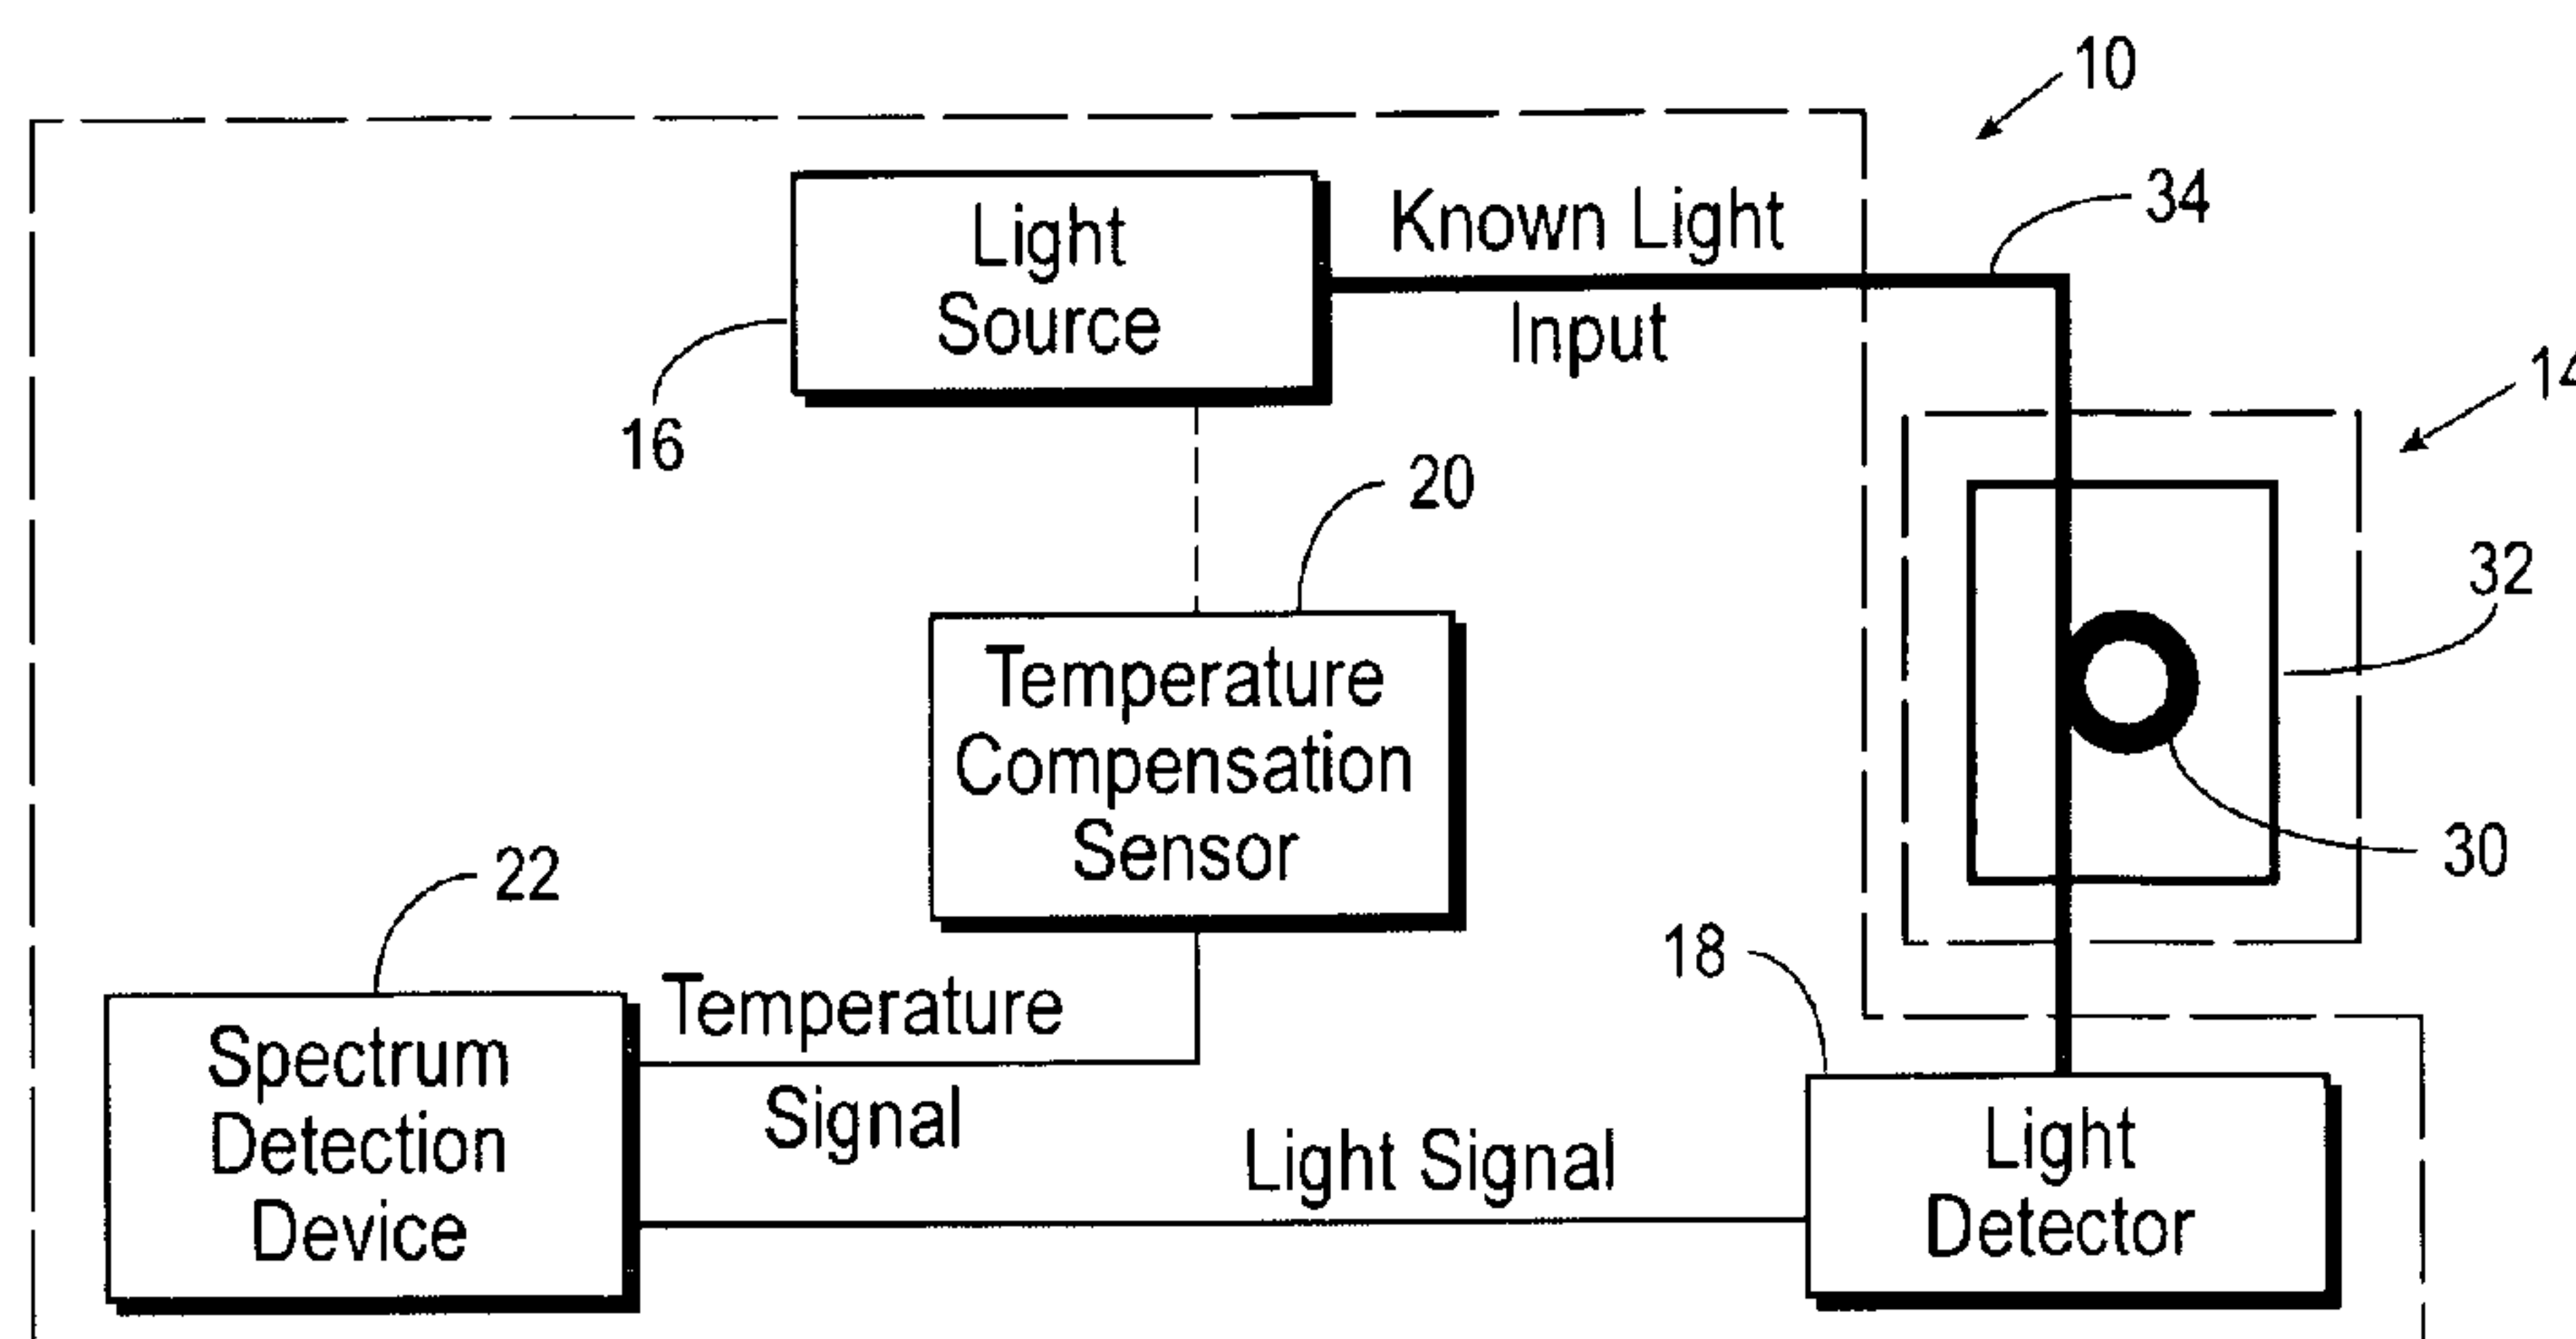 10
34
Light
Source
Known Light
Input
16
14
20
32
Temperature
Compensation
Sensor
30
22
18
Temperature
Signal
Spectrum
Detection
Device
Light Signal
Light
Detector